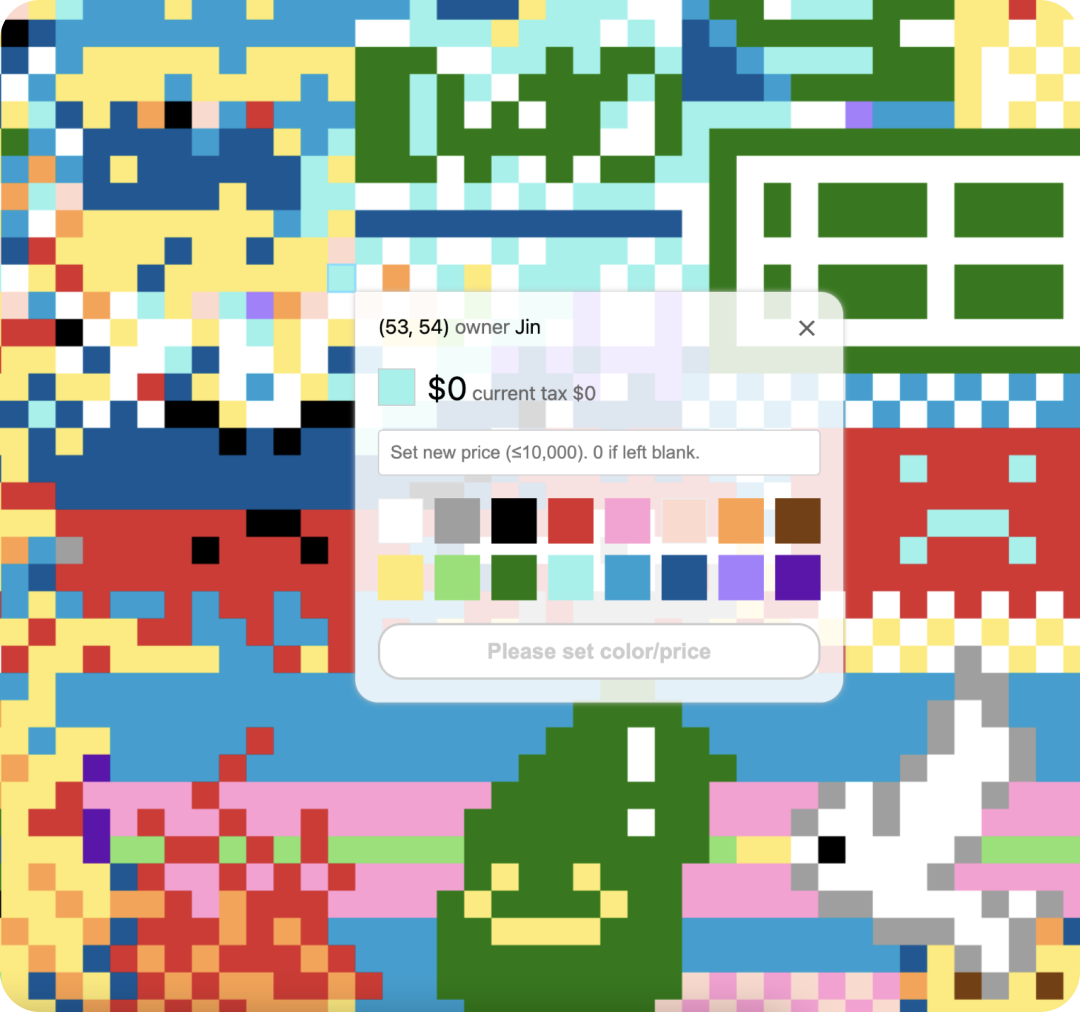 (53, 54) owner Jin
$0 current tax $0
Set new price (≤10,000). 0 if left blank.
Please set color/price